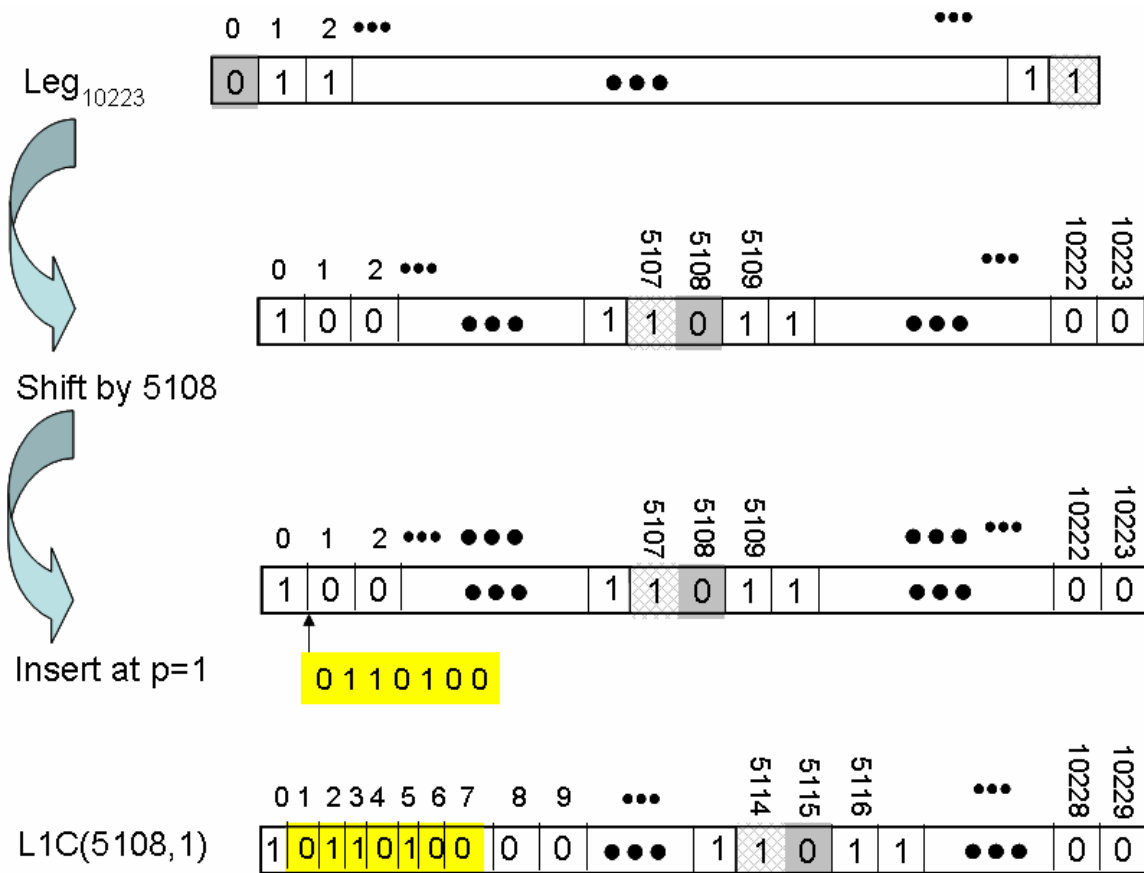 0 1 2 ●●● ●●●
Leg10223
0 1 1 ●●● 1 1
0 1 2 ●●● 5107 5108 5109 ●●● 10222 10223
1 0 0 ●●● 1 1 0 1 1 ●●● 0 0
Shift by 5108
0 1 2 ●●● ●●● 5107 5108 5109 ●●● ●●● 10222 10223
1 0 0 ●●● 1 1 0 1 1 ●●● 0 0
Insert at p=1
0 1 1 0 1 0 0
0 1 2 3 4 5 6 7 8 9 ●●● 5114 5115 5116 ●●● 10228 10229
L1C(5108,1)
1 0 1 1 0 1 0 0 0 0 ●●● 1 1 0 1 1 ●●● 0 0